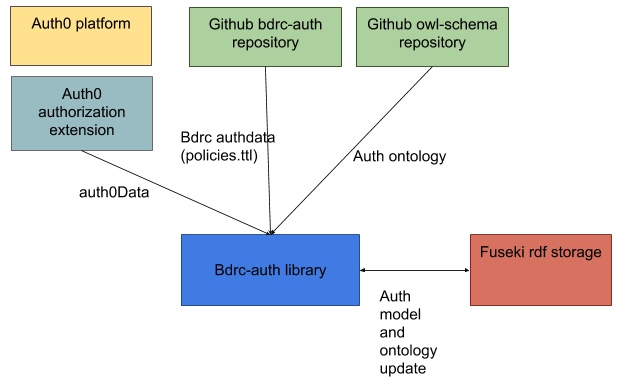 Auth0 platform
Github bdrc-auth
repository
Github owl-schema
repository
Auth0
authorization
extension
Bdrc authdata
(policies.ttl)
Auth ontology
auth0Data
Bdrc-auth library
Fuseki rdf storage
Auth
model
and
ontology
update